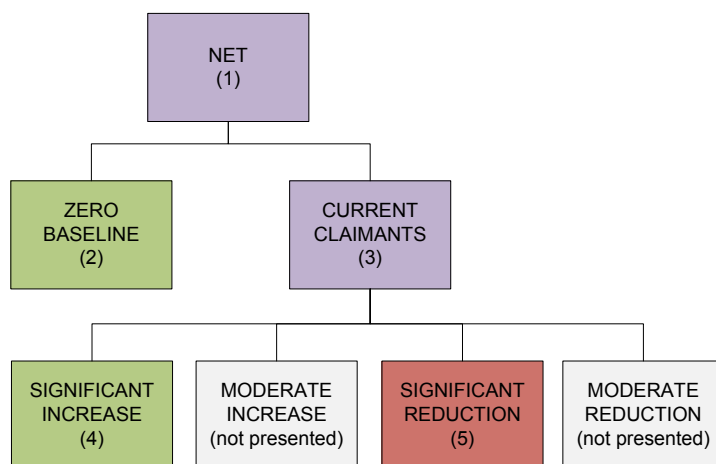 NET
(1)
ZERO
BASELINE
(2)
CURRENT
CLAIMANTS
(3)
SIGNIFICANT
INCREASE
(4)
MODERATE
INCREASE
(not presented)
SIGNIFICANT
REDUCTION
(5)
MODERATE
REDUCTION
(not presented)